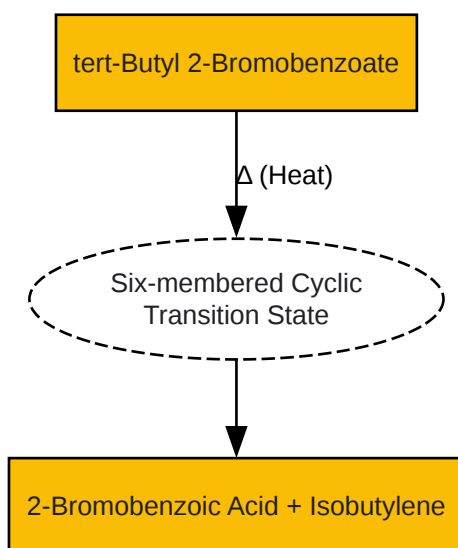 tert-Butyl 2-Bromobenzoate
Δ (Heat)
Six-membered Cyclic
Transition State
2-Bromobenzoic Acid + Isobutylene